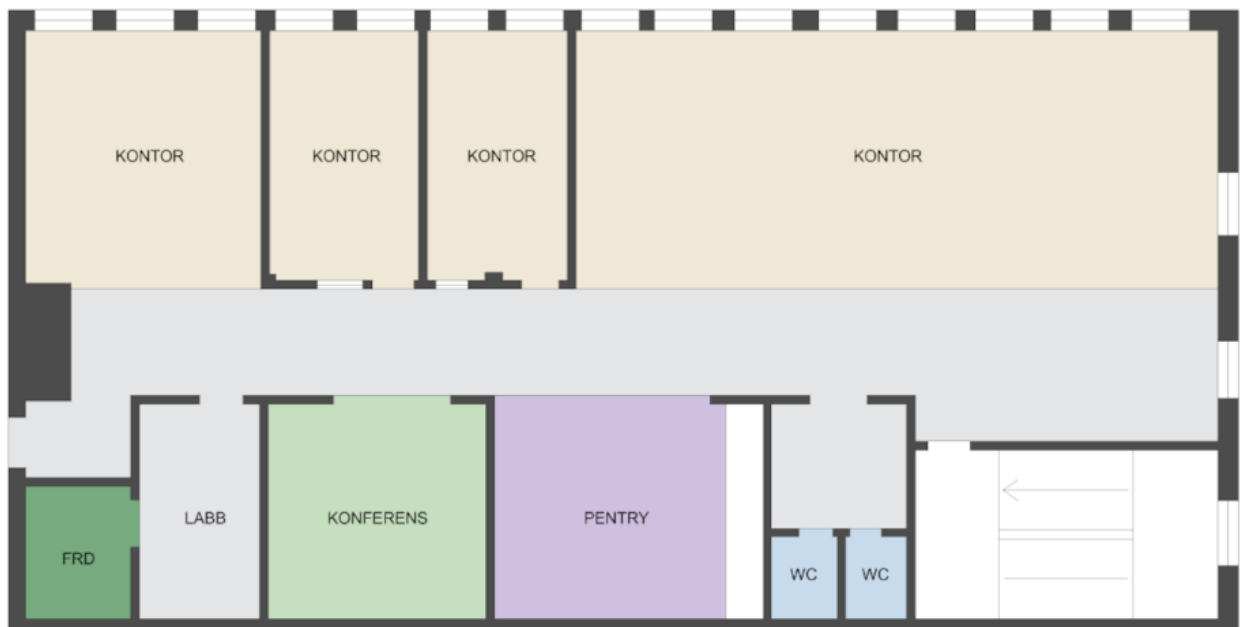 KONTOR
KONTOR
KONTOR
KONTOR
LABB
KONFERENS
PENTRY
FRD
WC
WC